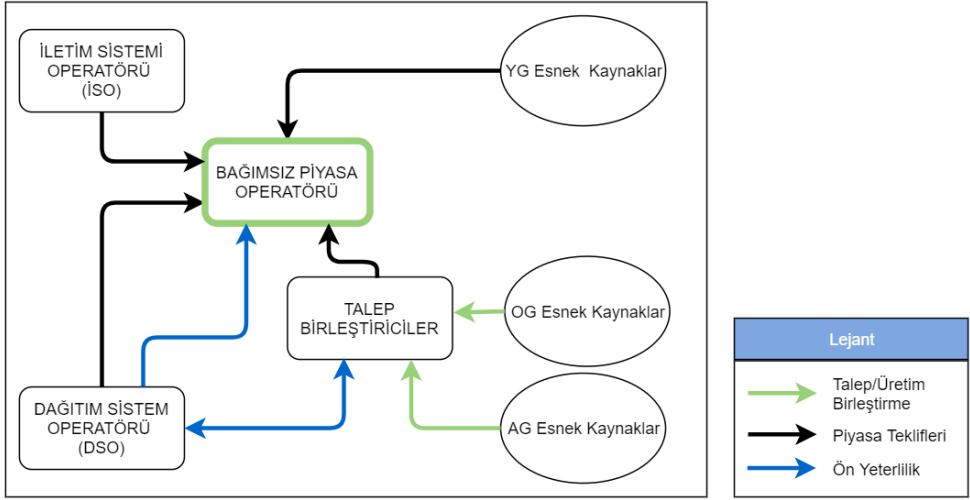 İLETİM SİSTEMİ
OPERATÖRÜ
(İSO)
YG Esnek Kaynaklar
BAĞIMSIZ PİYASA
OPERATÖRÜ
TALEP
BİRLEŞTİRİCİLER
OG Esnek Kaynaklar
DAĞITIM SİSTEM
OPERATÖRÜ
(DSO)
AG Esnek Kaynaklar
Lejant
Talep/Üretim
Birleştirme
Piyasa Teklifleri
Ön Yeterlilik